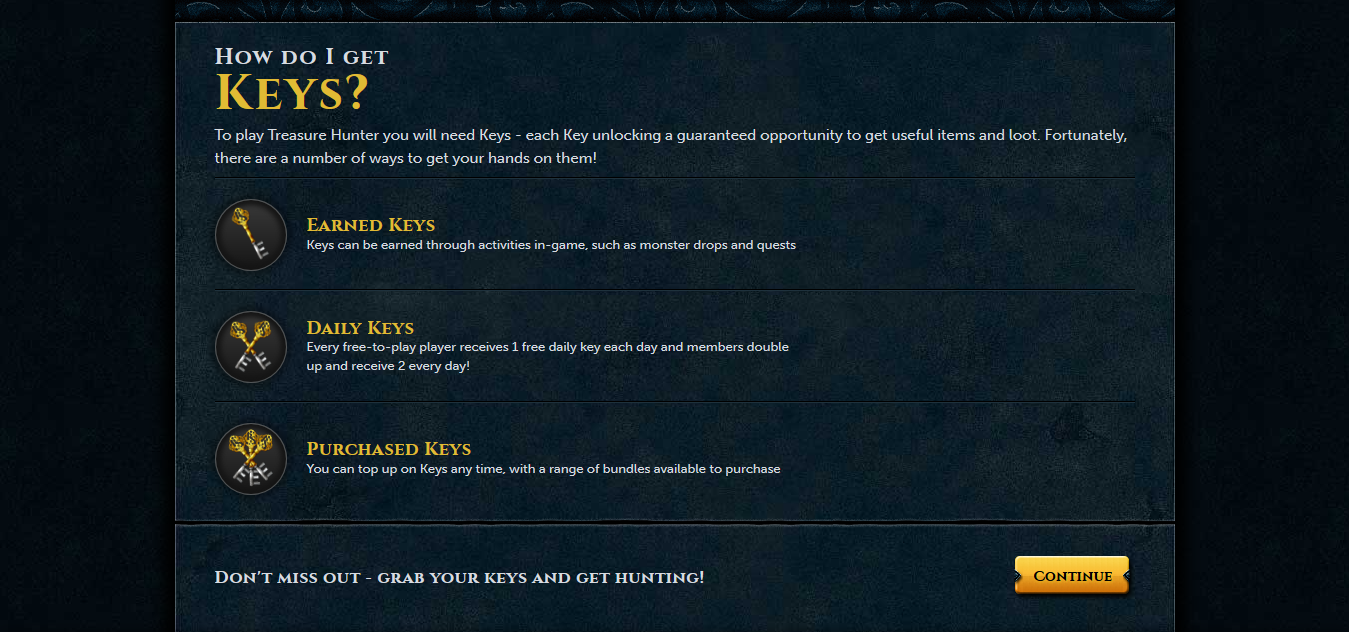 How do I get
Keys?
To play Treasure Hunter you will need Keys - each Key unlocking a guaranteed opportunity to get useful items and loot. Fortunately,
there are a number of ways to get your hands on them!
Earned Keys
Keys can be earned through activities in-game, such as monster drops and quests
Daily Keys
Every free-to-play player receives 1 free daily key each day and members double
up and receive 2 every day!
Purchased Keys
You can top up on Keys any time, with a range of bundles available to purchase
Don't miss out - grab your keys and get hunting!
Continue